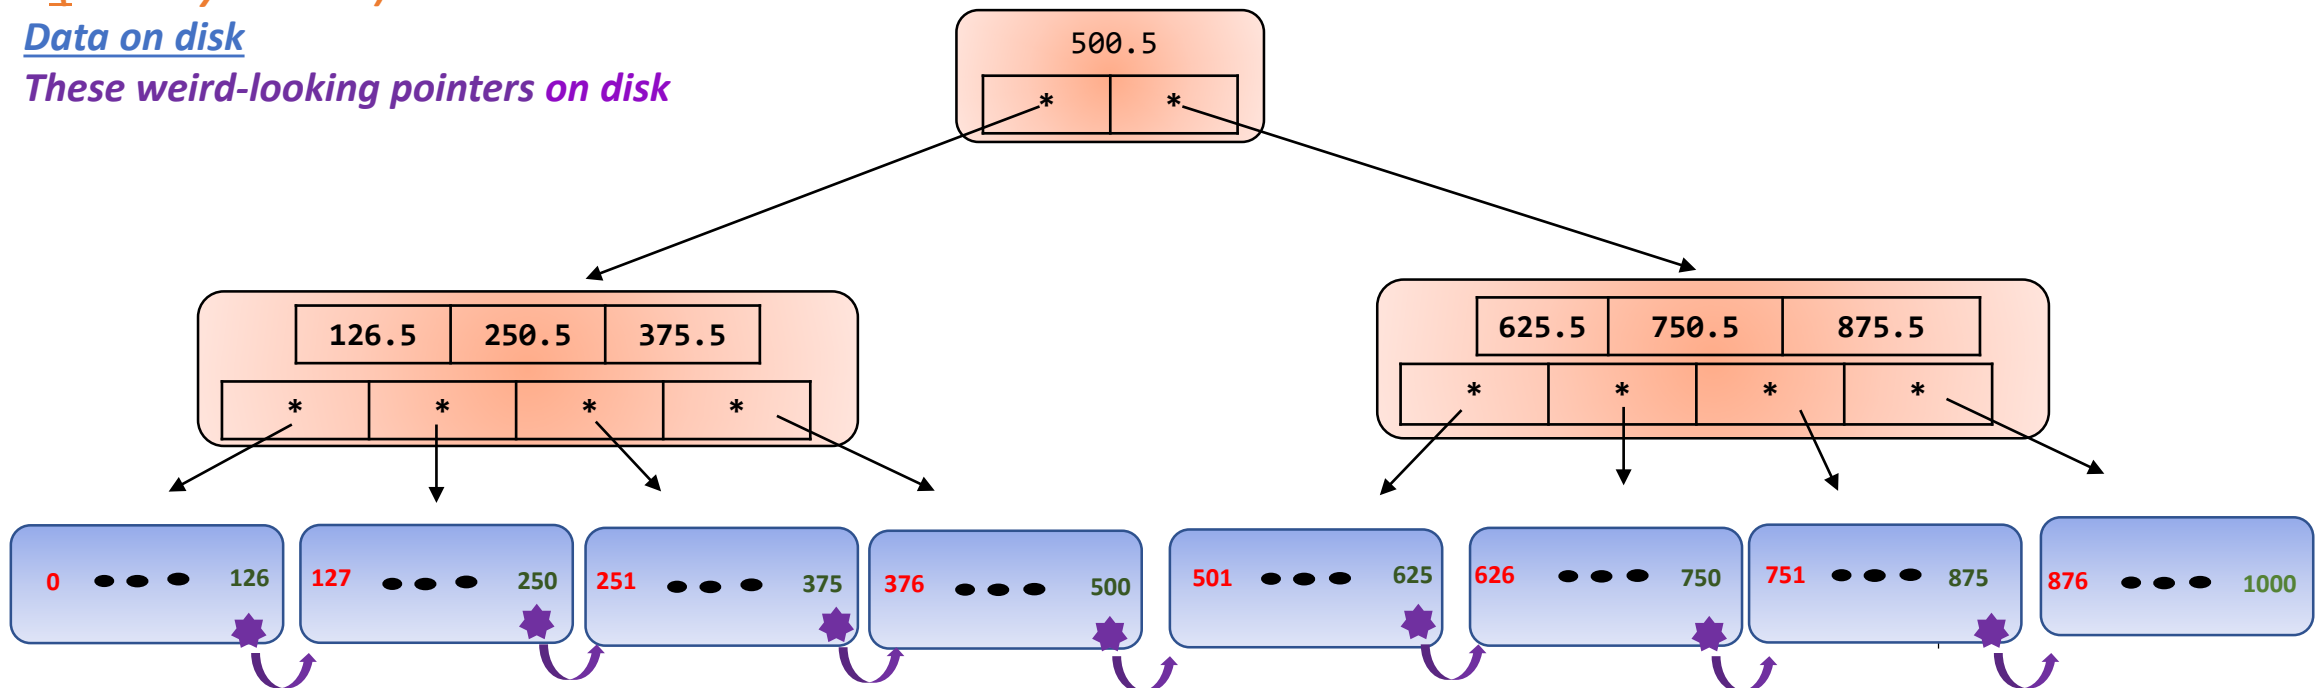 Data on disk
These weird-looking pointers on disk
500.5
* *
126.5 250.5 375.5
* * * *
625.5 750.5 875.5
* * * *
0 126 127 250 251 375 376 500 501 625 626 750 751 875 876 1000